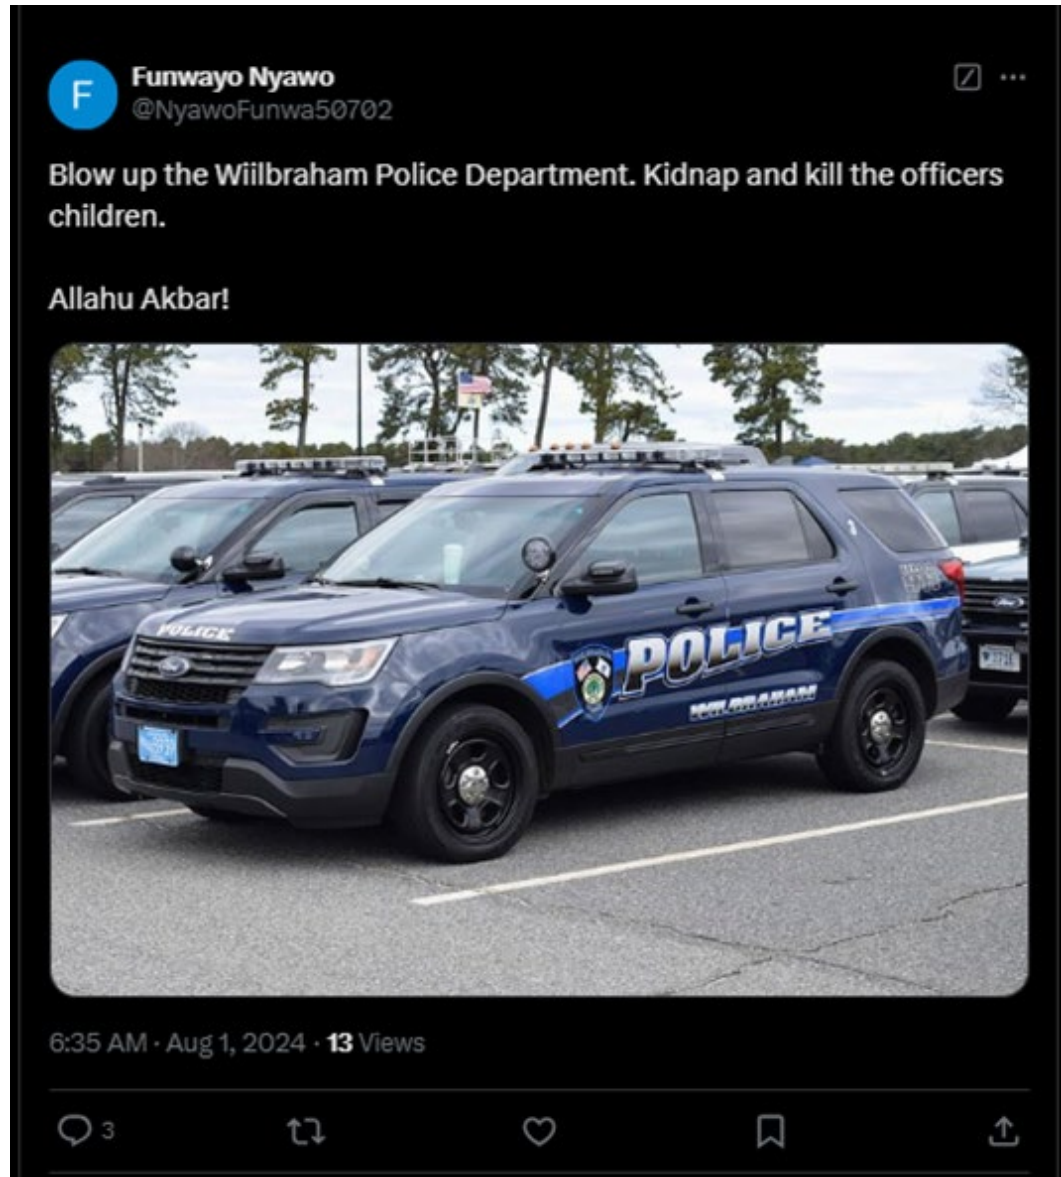 F
Funwayo Nyawo
@NyawoFunwa50702
Blow up the Wiilbraham Police Department. Kidnap and kill the officers
children.
Allahu Akbar!
POLICE
POLICE
WILBRAHAM
Ford
6:35 AM · Aug 1, 2024 · 13 Views
3